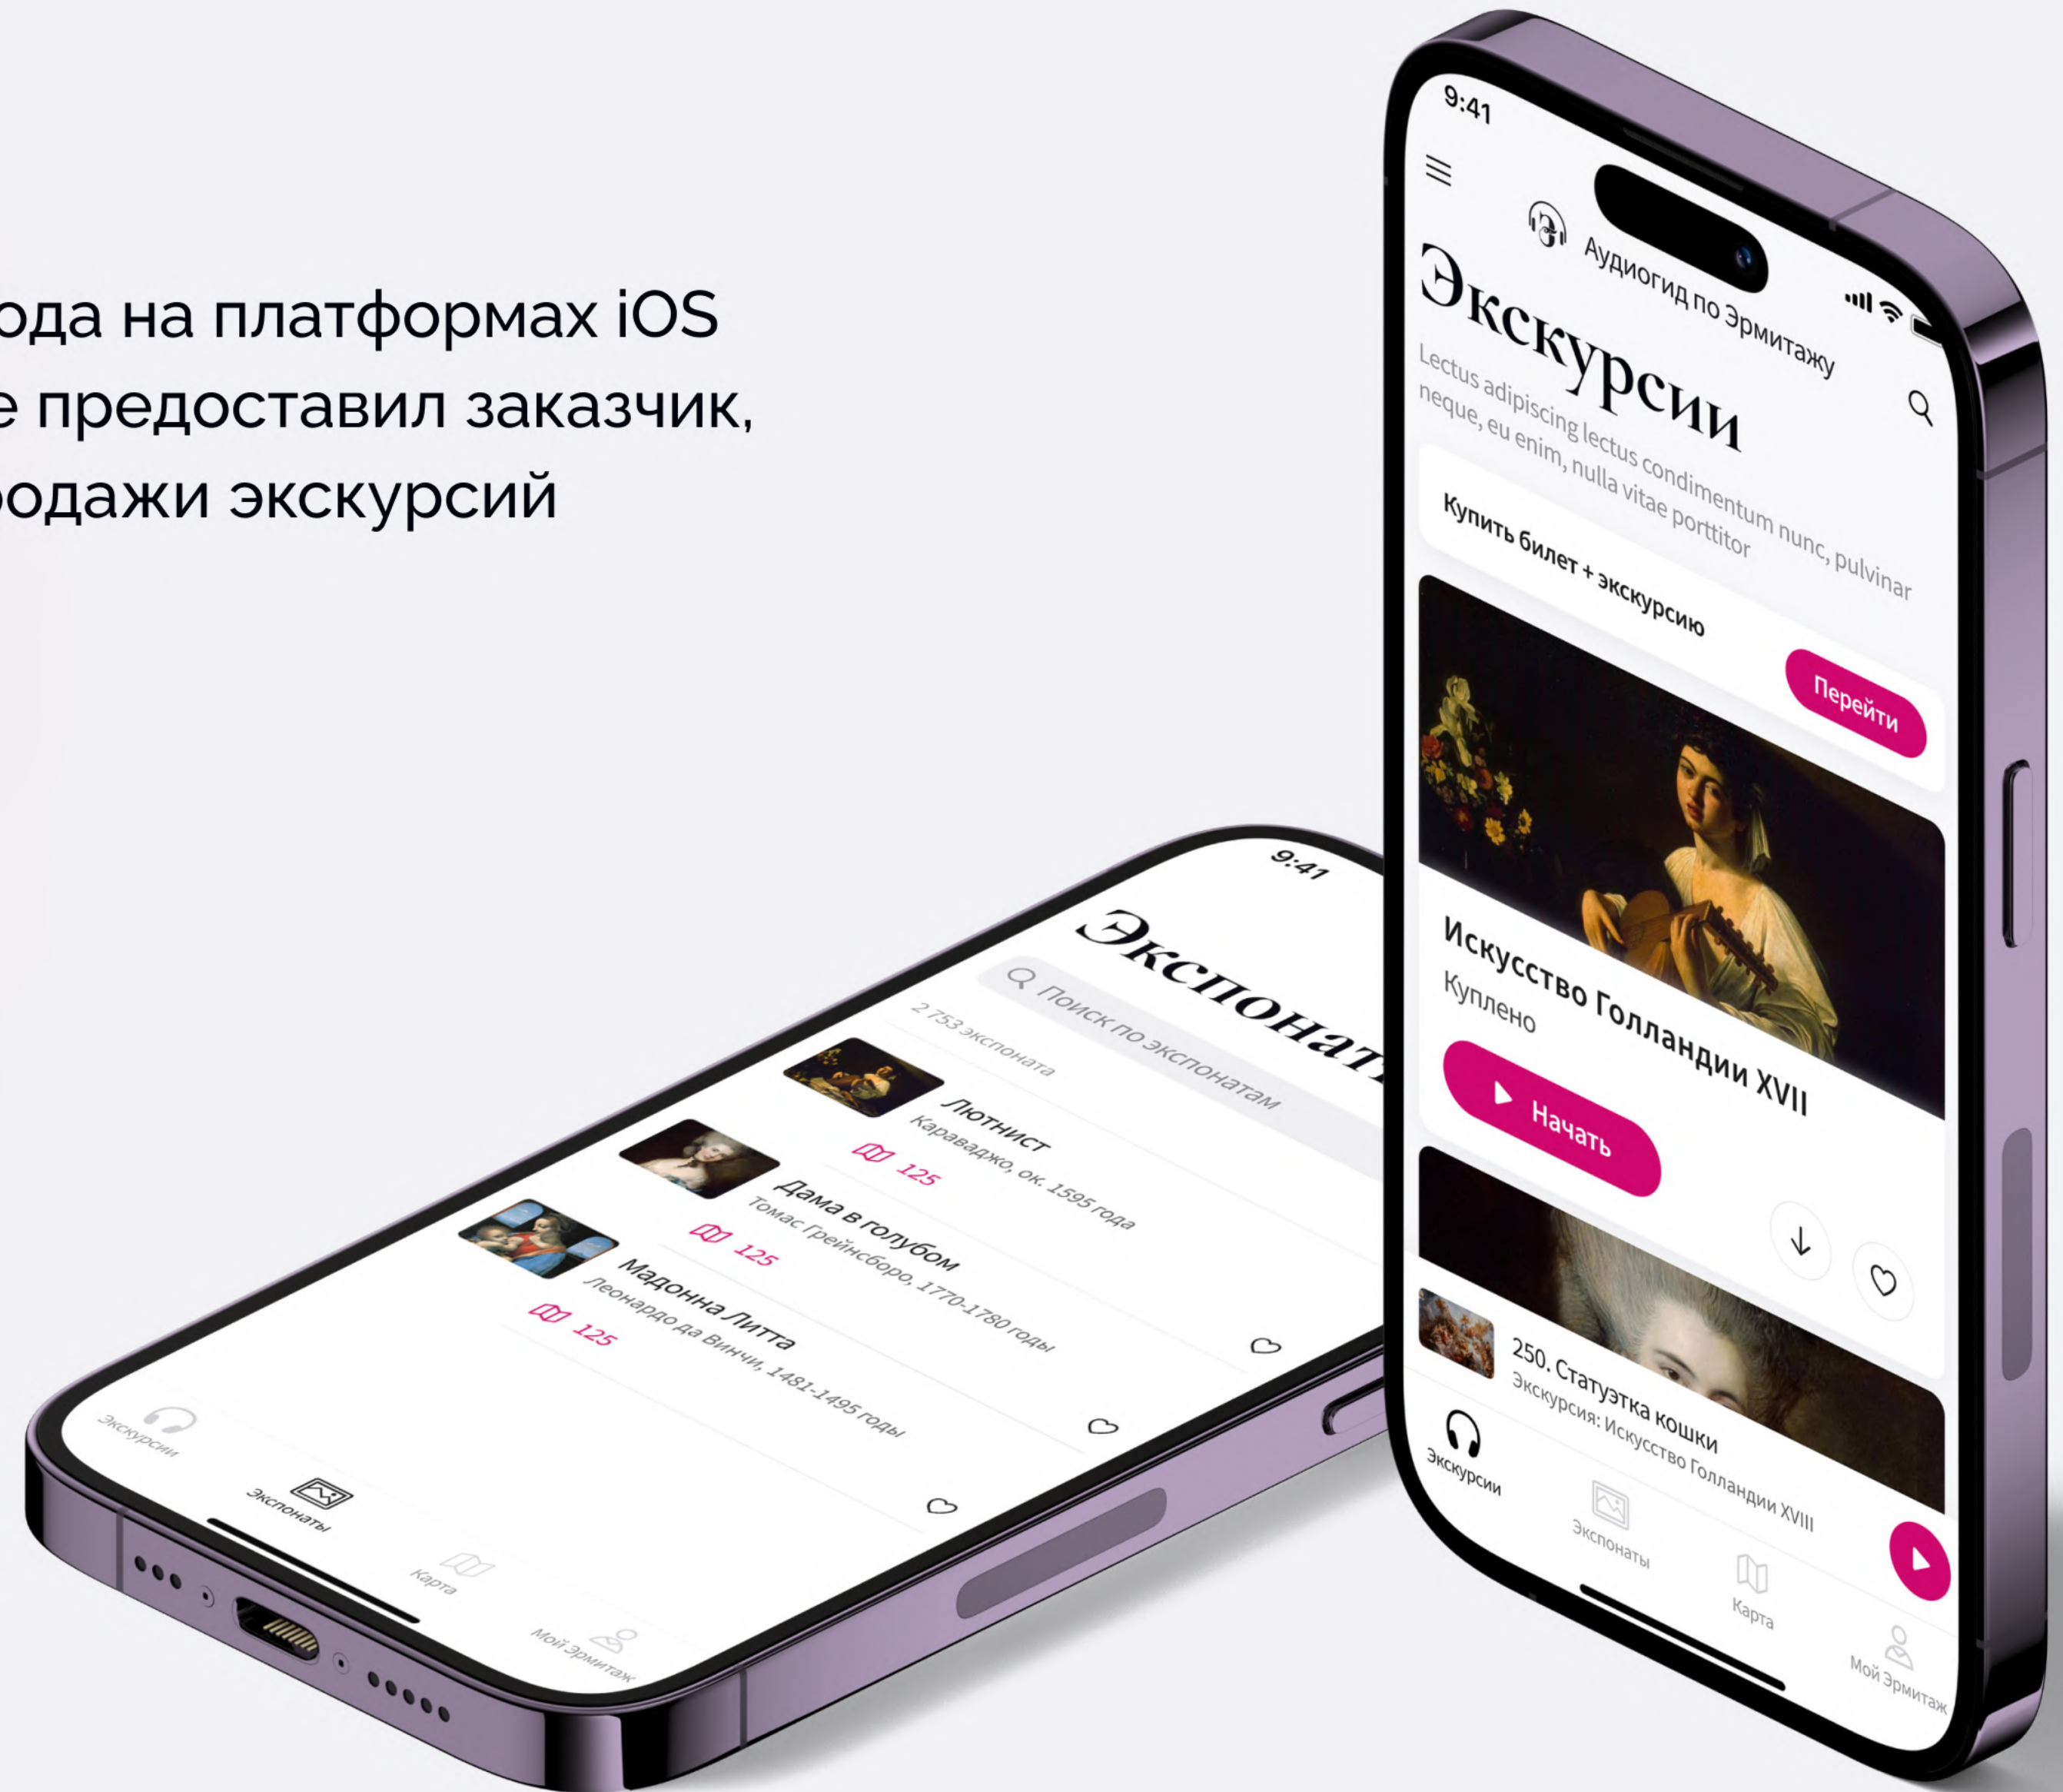 ода на платформах iOS
е предоставил заказчик,
родажи экскурсий
9:41
Аудиогид по Эрмитажу
Экскурсии
Lectus adipiscing lectus condimentum nunc, pulvinar
neque, eu enim, nulla vitae porttitor
Купить билет + экскурсию
Перейти
Искусство Голландии XVII
Куплено
Начать
250. Статуэтка кошки
Экскурсия: Искусство Голландии XVIII
Экскурсии
Экспонаты
Карта
Мой Эрмитаж
9:41
Экспонат
Поиск по экспонатам
2 753 экспоната
Лютнист
Караваджо, ок. 1595 года
125
Дама в голубом
Томас Грейнсборо, 1770-1780 годы
125
Мадонна Литта
Леонардо да Винчи, 1481-1495 годы
125
Экскурсии
Экспонаты
Карта
Мой Эрмитаж